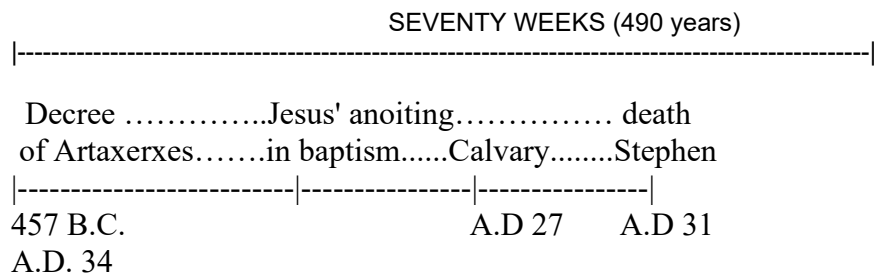 SEVENTY WEEKS (490 years)
|-----------------------------------------------------------------------------------------------------|
Decree …………..Jesus' anoiting…………… death
of Artaxerxes…….in baptism......Calvary........Stephen
|--------------------------|----------------|----------------|
457 B.C. A.D 27 A.D 31
A.D. 34